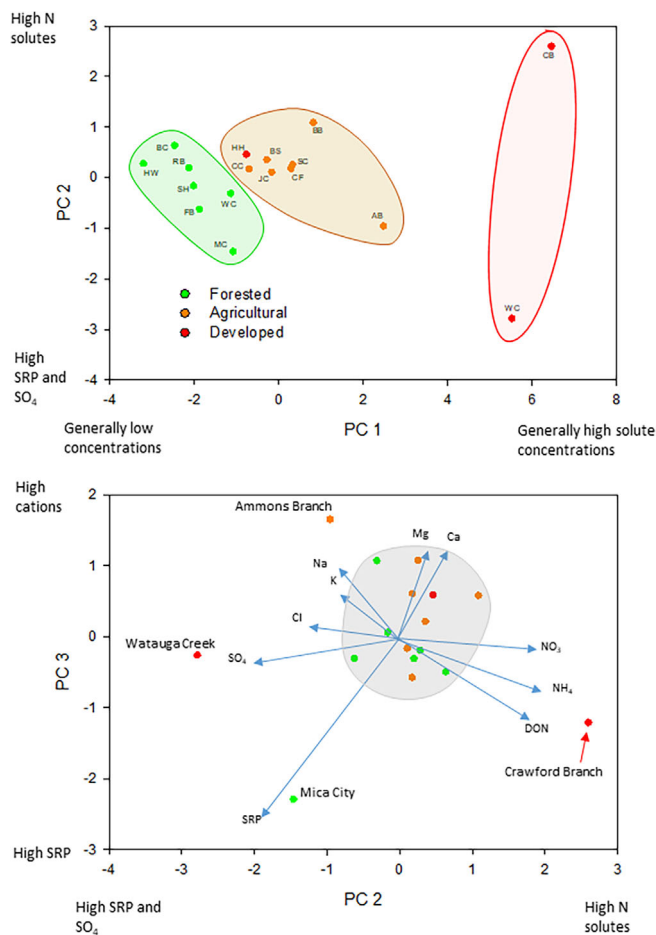 High N
solutes
3
2
1
0
-1
-2
-3
-4
PC 2
CB
BB
HH
BS
SC
CC
JC
CF
AB
BC
RB
HW
SH
WC
FB
MC
WC
Forested
Agricultural
Developed
High
SRP and
SO4
-4
-2
0
2
4
6
8
Generally low
concentrations
PC 1
Generally high solute
concentrations
High
cations
2
1
0
-1
-2
-3
PC 3
Ammons Branch
Mg
Ca
Na
K
Cl
SO4
Watauga Creek
NO3
NH4
DON
Crawford Branch
Mica City
SRP
High SRP
-4
-3
-2
-1
0
1
2
3
PC 2
High SRP and
SO4
High N
solutes